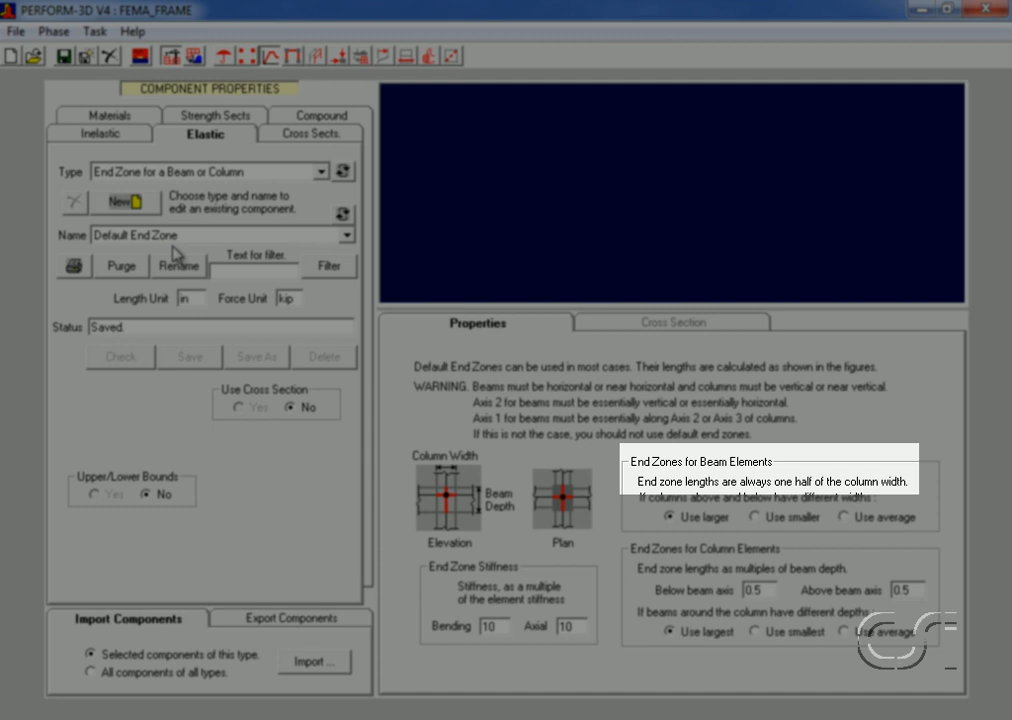 PERFORM-3D V4 : FEMA_FRAME
File Phase Task Help
COMPONENT PROPERTIES
Materials Strength Sects Compound
Inelastic Elastic Cross Sects.
Type End Zone for a Beam or Column
New Choose type and name to
edit an existing component.
Name Default End Zone
Text for filter.
Purge Rename Filter
Length Unit in Force Unit kip
Status Saved.
Check Save Save As Delete
Use Cross Section
Yes No
Upper/Lower Bounds
Yes No
Import Components Export Components
Selected components of this type.
All components of all types.
Import ...
Properties Cross Section
Default End Zones can be used in most cases. Their lengths are calculated as shown in the figures.
WARNING. Beams must be horizontal or near horizontal and columns must be vertical or near vertical.
Axis 2 for beams must be essentially vertical or essentially horizontal.
Axis 1 for beams must be essentially along Axis 2 or Axis 3 of columns.
If this is not the case, you should not use default end zones.
Column Width
Beam
Depth
Elevation Plan
End Zone Stiffness
Stiffness, as a multiple
of the element stiffness
Bending 10 Axial 10
End Zones for Beam Elements
End zone lengths are always one half of the column width.
If columns above and below have different widths :
Use larger Use smaller Use average
End Zones for Column Elements
End zone lengths as multiples of beam depth.
Below beam axis 0.5 Above beam axis 0.5
If beams around the column have different depths :
Use largest Use smallest Use average